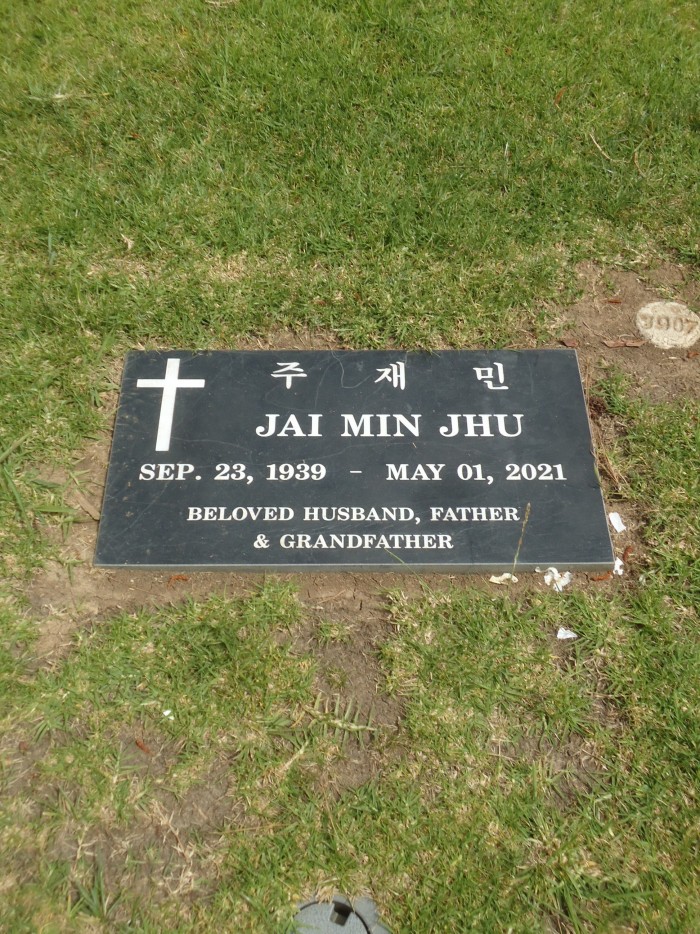 주재민
JAI MIN JHU
SEP. 23, 1939 - MAY 01, 2021
BELOVED HUSBAND, FATHER
& GRANDFATHER